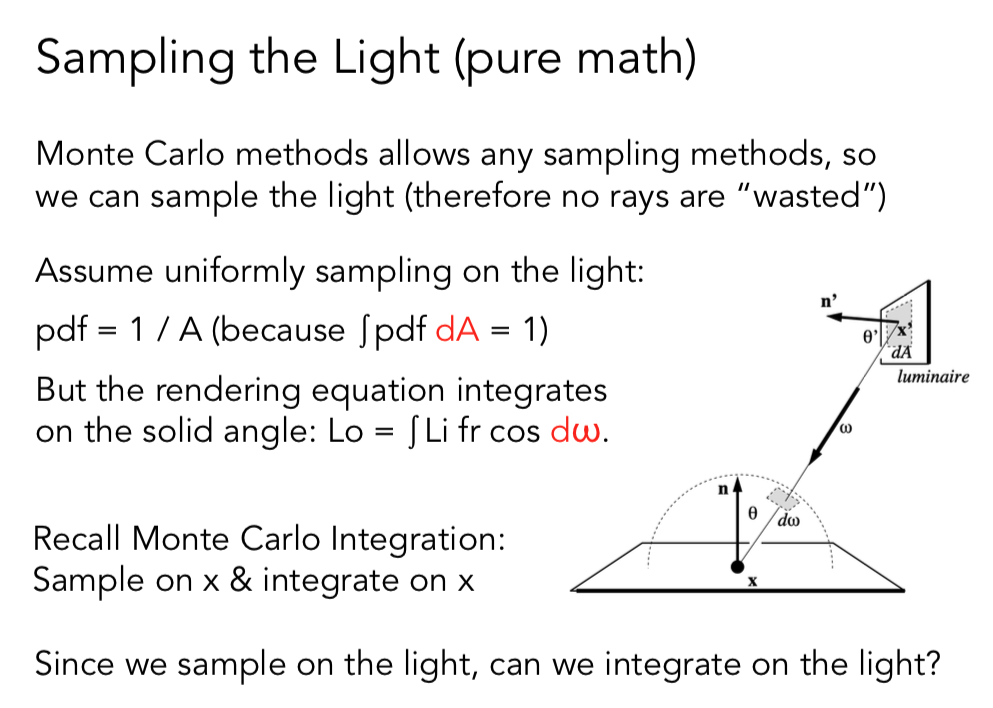 Sampling the Light (pure math)
Monte Carlo methods allows any sampling methods, so
we can sample the light (therefore no rays are “wasted”)
Assume uniformly sampling on the light:
pdf = 1 / A (because ∫pdf dA = 1)
But the rendering equation integrates
on the solid angle: Lo = ∫Li fr cos dω.
Recall Monte Carlo Integration:
Sample on x & integrate on x
Since we sample on the light, can we integrate on the light?
n’
θ’
x’
dA
luminaire
ω
n
θ
dω
x